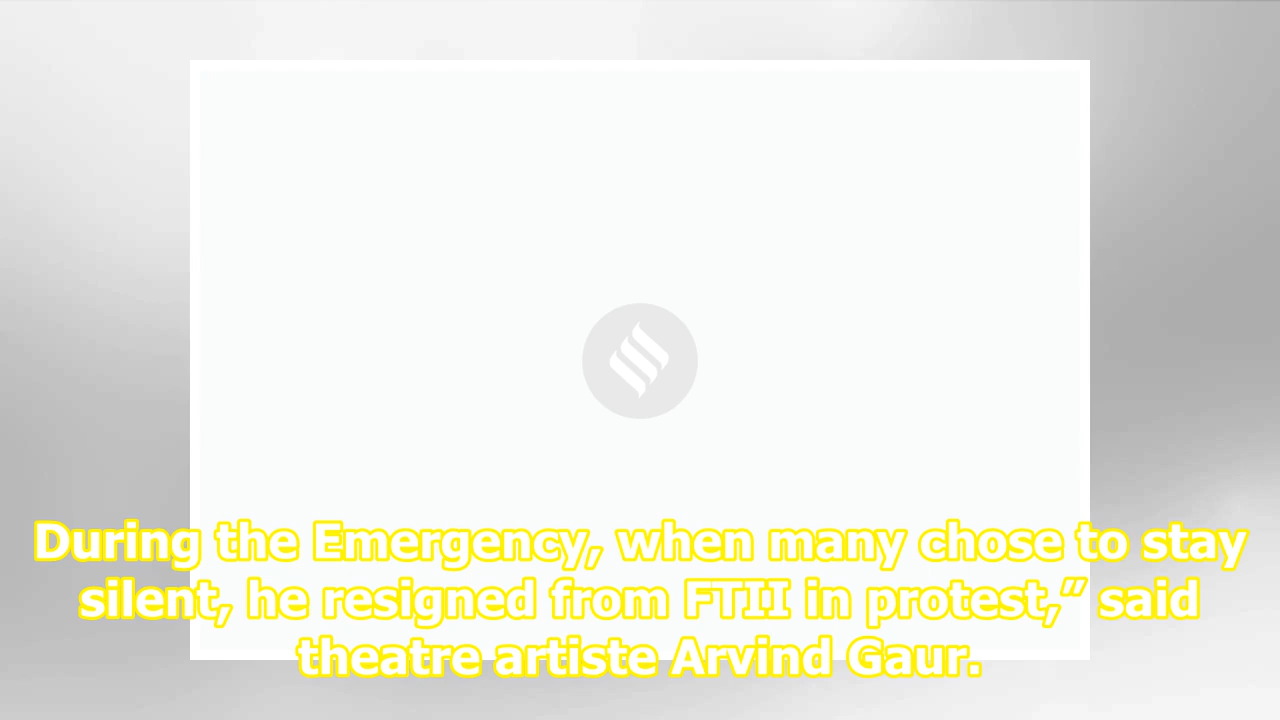 During the Emergency, when many chose to stay
silent, he resigned from FTII in protest,” said
theatre artiste Arvind Gaur.